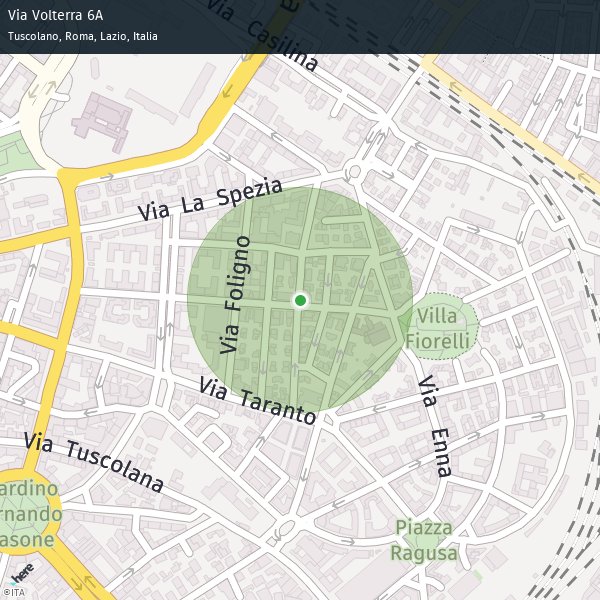 Via Volterra 6A
Tuscolano, Roma, Lazio, Italia
Via Casilina
Via La Spezia
Via Foligno
Villa
Fiorelli
Via Taranto
Via Enna
Via Tuscolana
ardino
rnando
asone
Piazza
Ragusa
here
©ITA